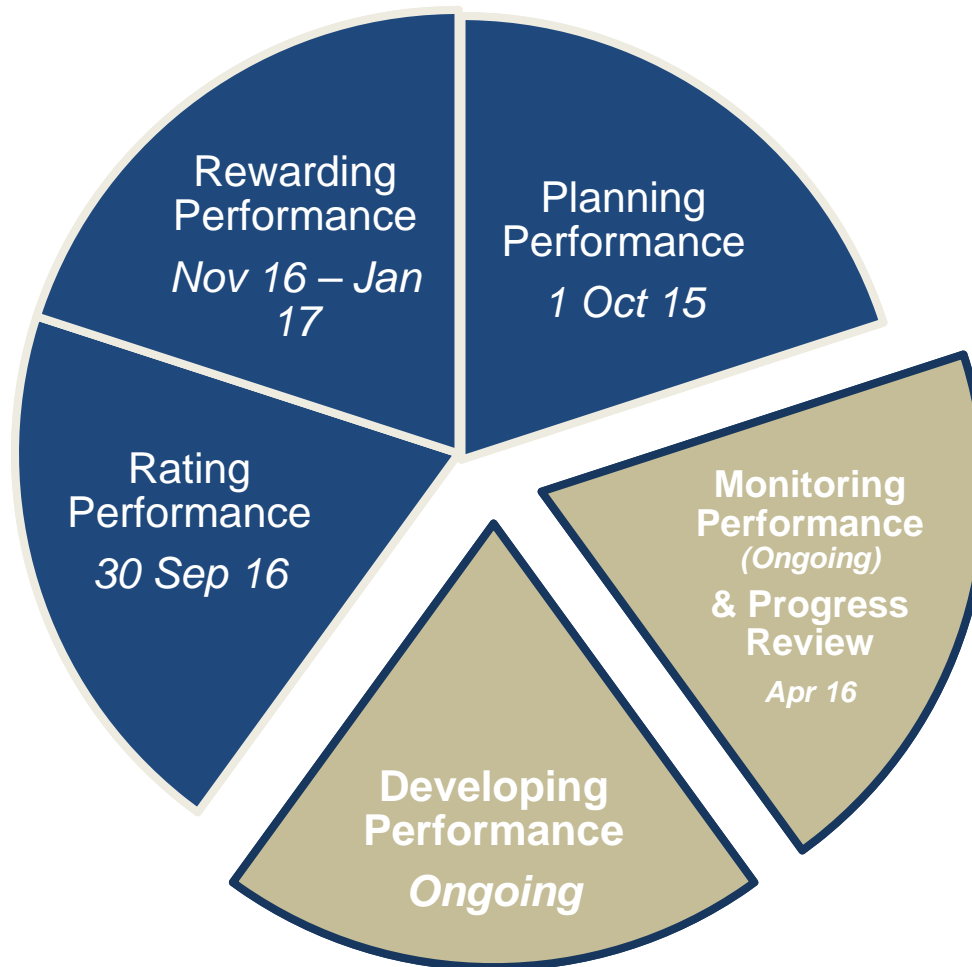 Rewarding
Performance
Nov 16 – Jan
17
Planning
Performance
1 Oct 15
Rating
Performance
30 Sep 16
Monitoring
Performance
(Ongoing)
& Progress
Review
Apr 16
Developing
Performance
Ongoing